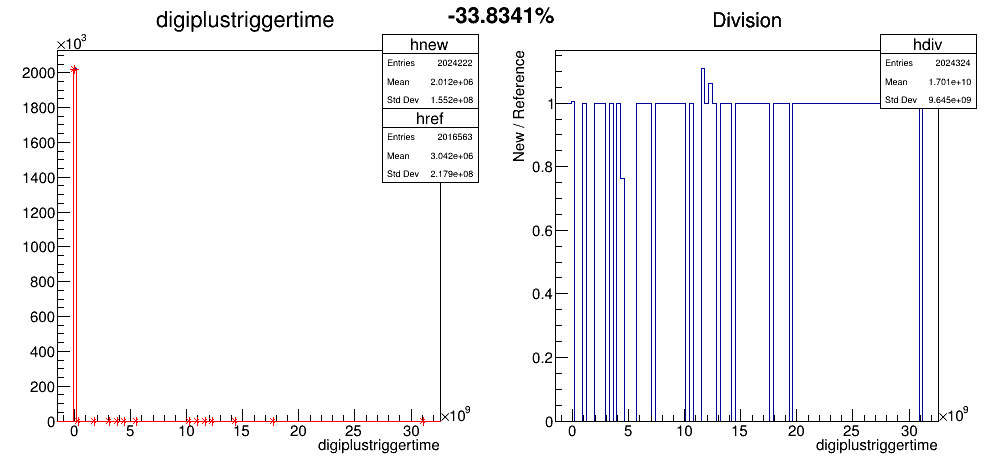 digiplustriggertime
-33.8341%
Division
×10³
hnew
Entries 2024222
Mean 2.012e+06
Std Dev 1.552e+08
href
Entries 2016563
Mean 3.042e+06
Std Dev 2.179e+08
2000
1800
1600
1400
1200
1000
800
600
400
200
0
0 5 10 15 20 25 30 ×10⁹
digiplustriggertime
hdiv
Entries 2024324
Mean 1.701e+10
Std Dev 9.645e+09
New / Reference
1
0.8
0.6
0.4
0.2
0
0 5 10 15 20 25 30 ×10⁹
digiplustriggertime